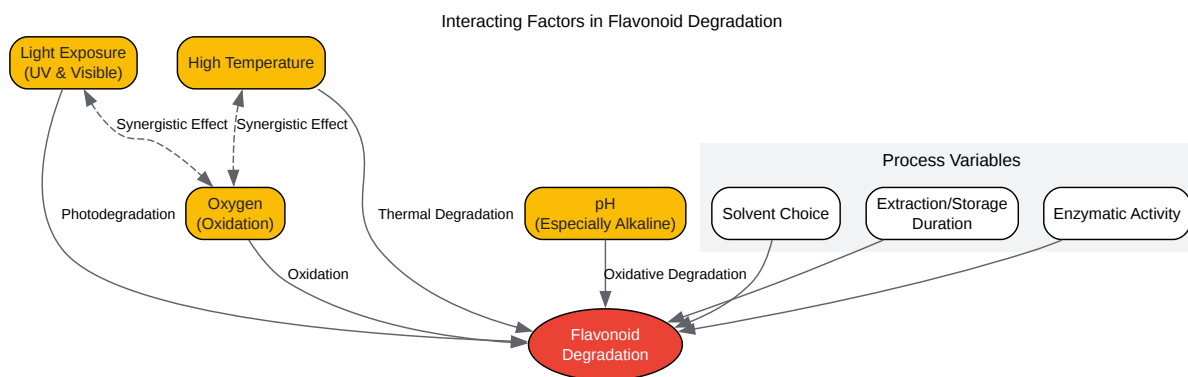 Interacting Factors in Flavonoid Degradation
Light Exposure
(UV & Visible)
High Temperature
Synergistic Effect
Synergistic Effect
Process Variables
Oxygen
(Oxidation)
pH
(Especially Alkaline)
Solvent Choice
Extraction/Storage
Duration
Enzymatic Activity
Photodegradation
Thermal Degradation
Oxidation
Oxidative Degradation
Flavonoid
Degradation